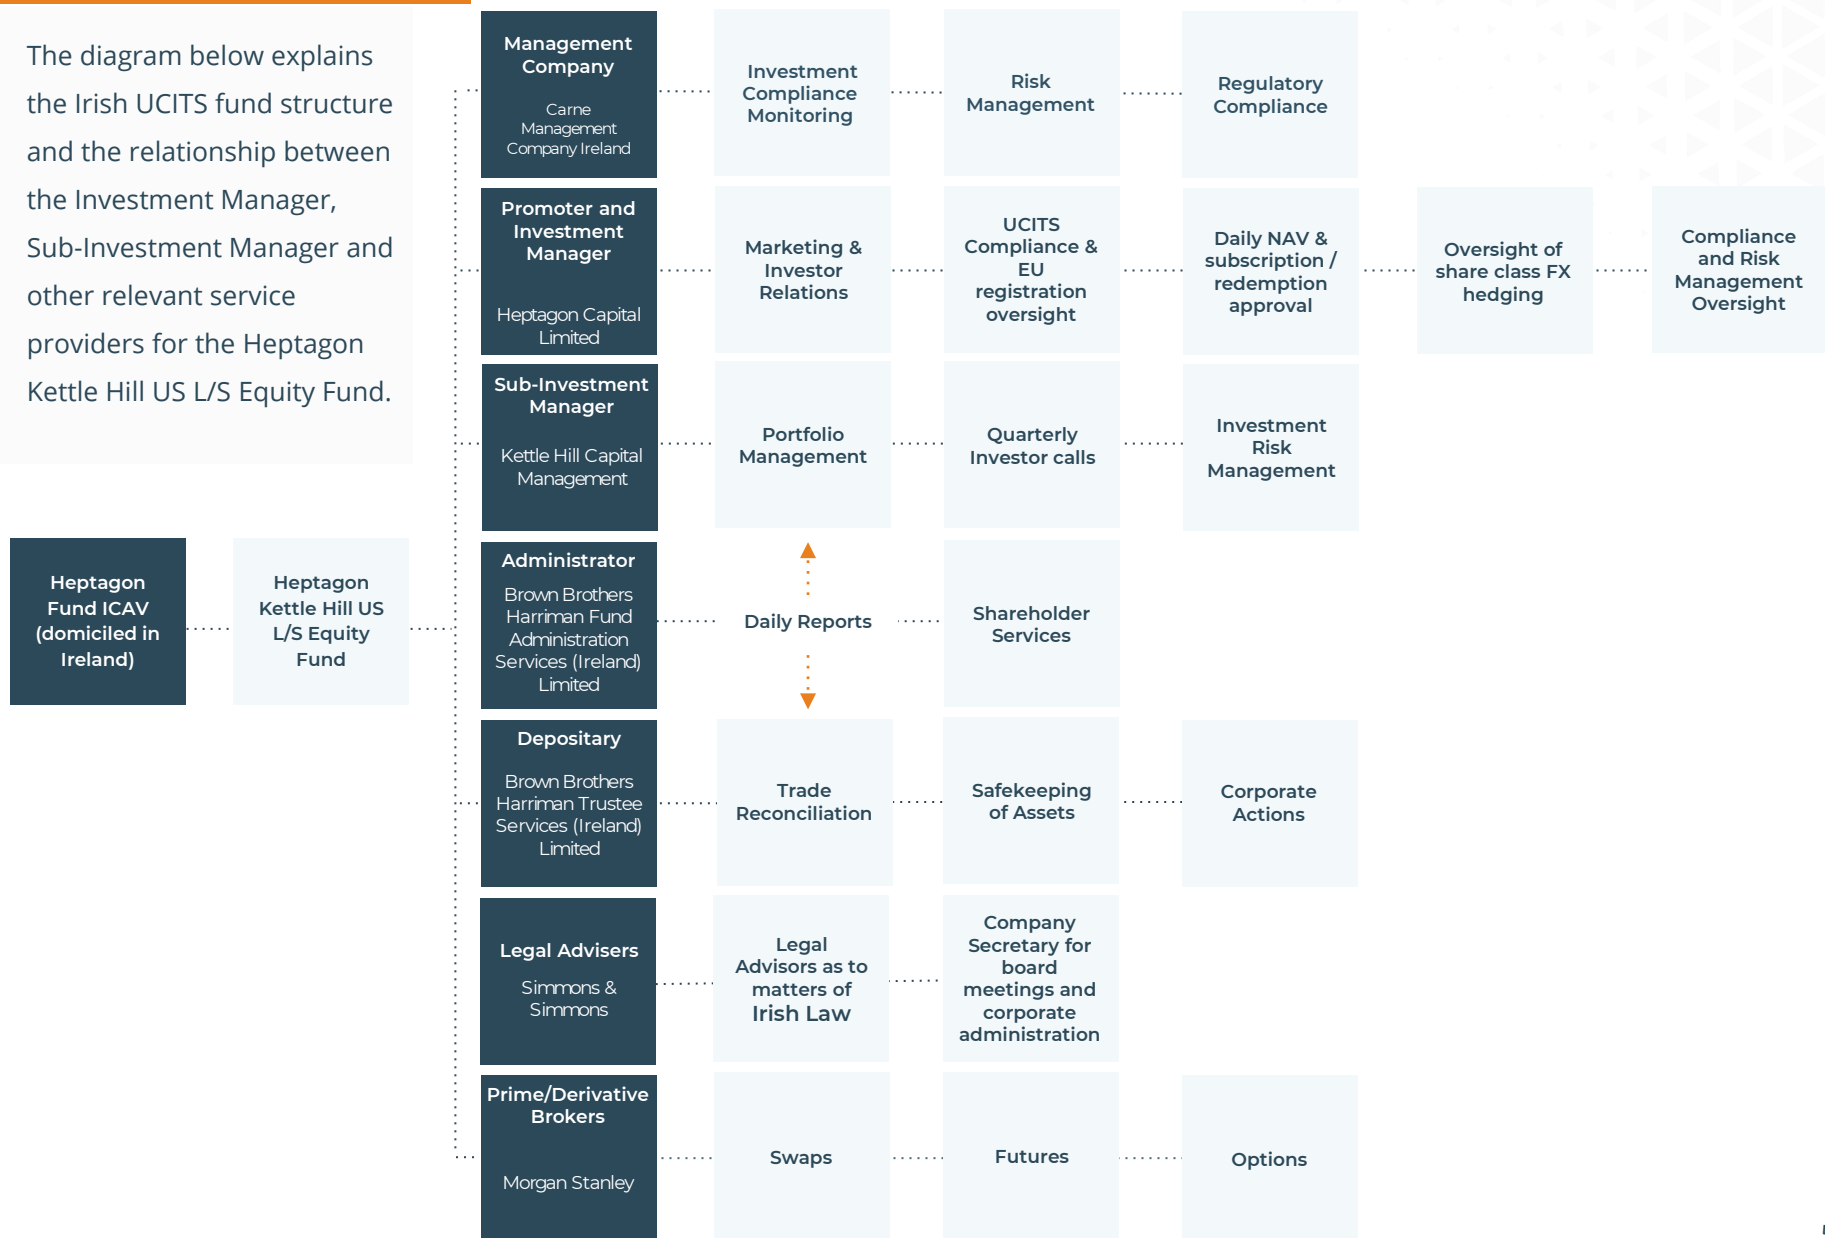 The diagram below explains
the Irish UCITS fund structure
and the relationship between
the Investment Manager,
Sub-Investment Manager and
other relevant service
providers for the Heptagon
Kettle Hill US L/S Equity Fund.
Heptagon
Fund ICAV
(domiciled in
Ireland)
Heptagon
Kettle Hill US
L/S Equity
Fund
Management
Company
Carne
Management
Company Ireland
Investment
Compliance
Monitoring
Risk
Management
Regulatory
Compliance
Promoter and
Investment
Manager
Heptagon Capital
Limited
Marketing &
Investor
Relations
UCITS
Compliance &
EU
registration
oversight
Daily NAV &
subscription /
redemption
approval
Oversight of
share class FX
hedging
Compliance
and Risk
Management
Oversight
Sub-Investment
Manager
Kettle Hill Capital
Management
Portfolio
Management
Quarterly
Investor calls
Investment
Risk
Management
Administrator
Brown Brothers
Harriman Fund
Administration
Services (Ireland)
Limited
Daily Reports
Shareholder
Services
Depositary
Brown Brothers
Harriman Trustee
Services (Ireland)
Limited
Trade
Reconciliation
Safekeeping
of Assets
Corporate
Actions
Legal Advisers
Simmons &
Simmons
Legal
Advisors as to
matters of
Irish Law
Company
Secretary for
board
meetings and
corporate
administration
Prime/Derivative
Brokers
Morgan Stanley
Swaps
Futures
Options